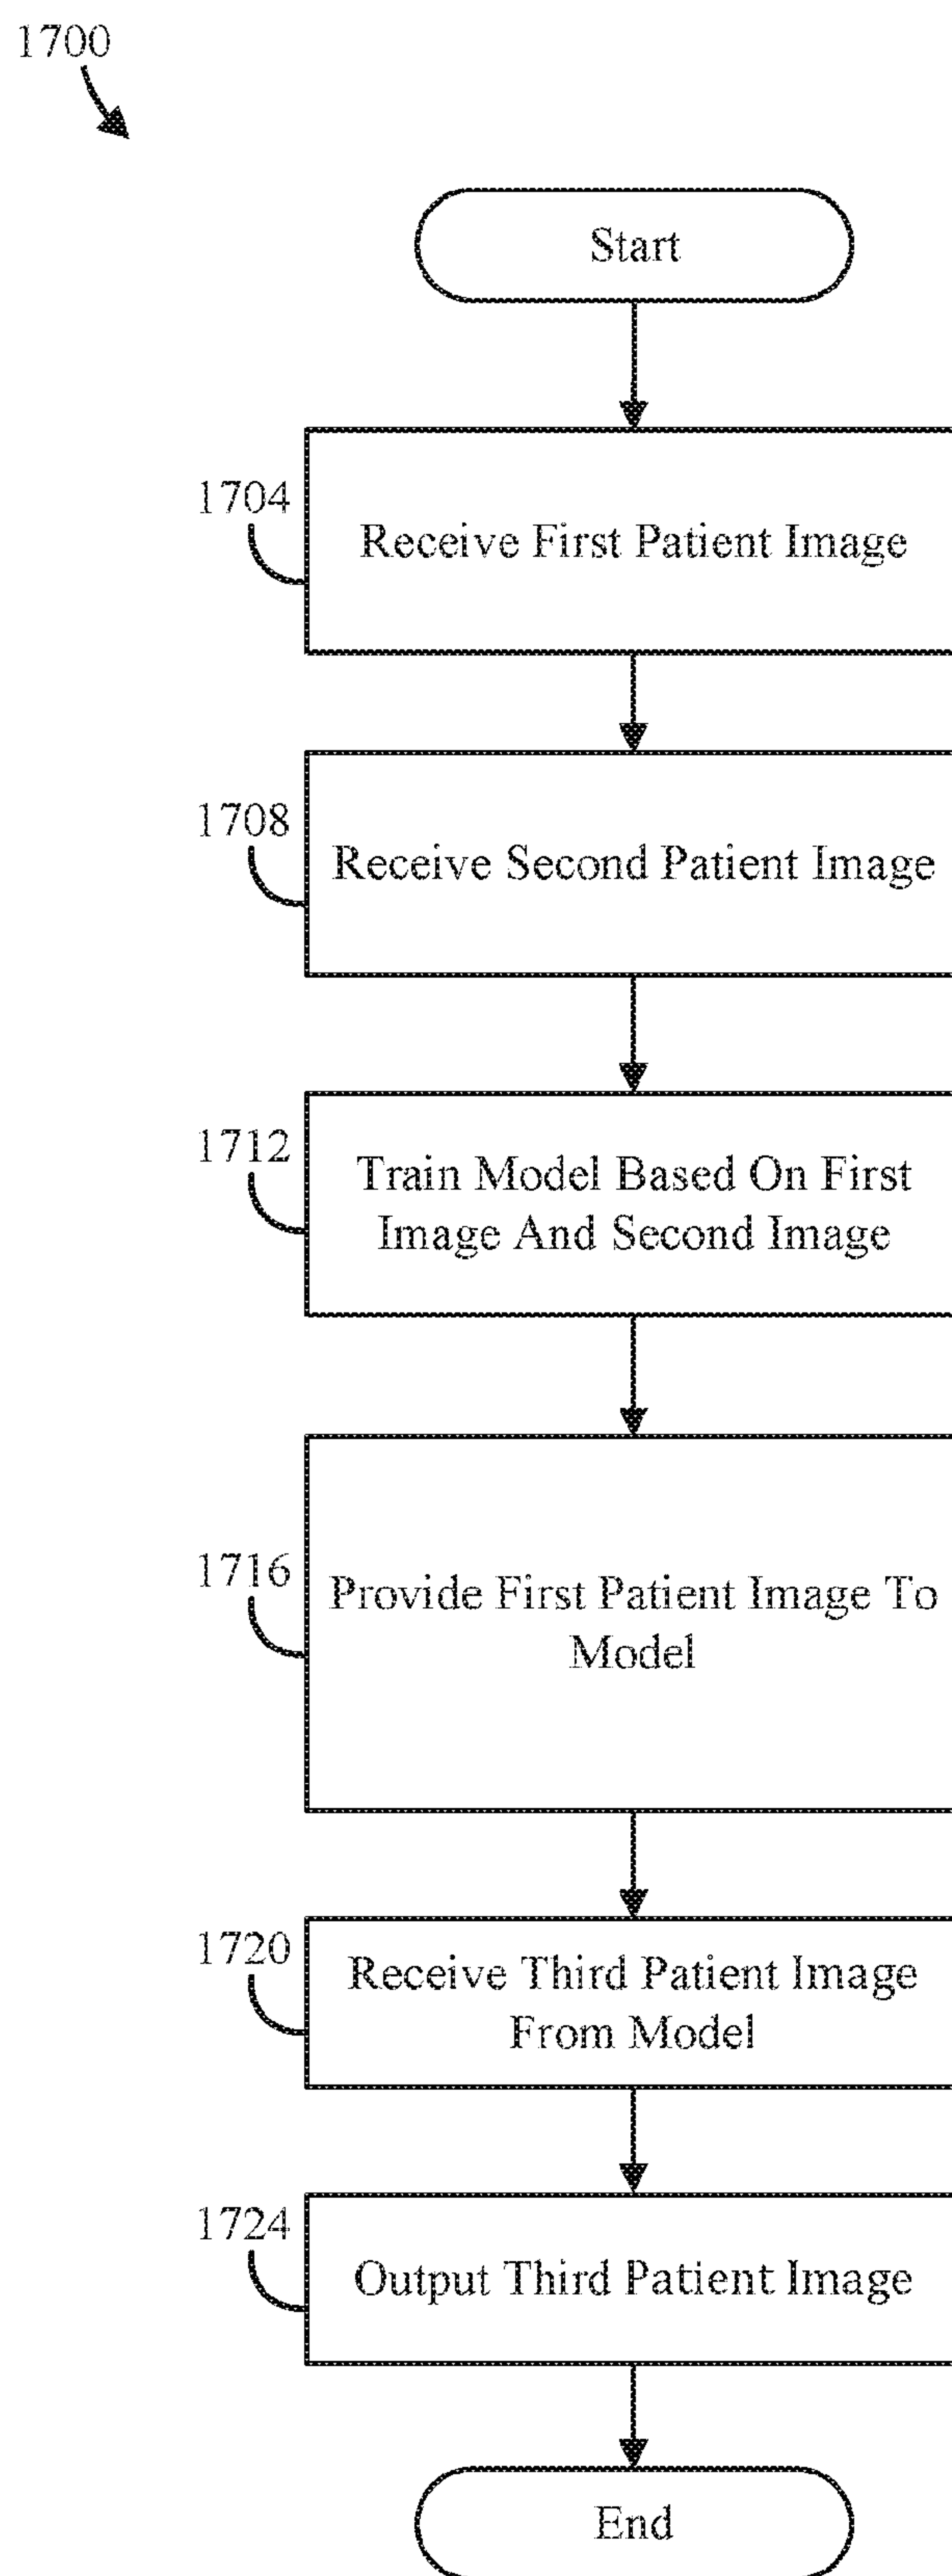 1700
Start
1704
Receive First Patient Image
1708
Receive Second Patient Image
1712
Train Model Based On First
Image And Second Image
1716
Provide First Patient Image To
Model
1720
Receive Third Patient Image
From Model
1724
Output Third Patient Image
End